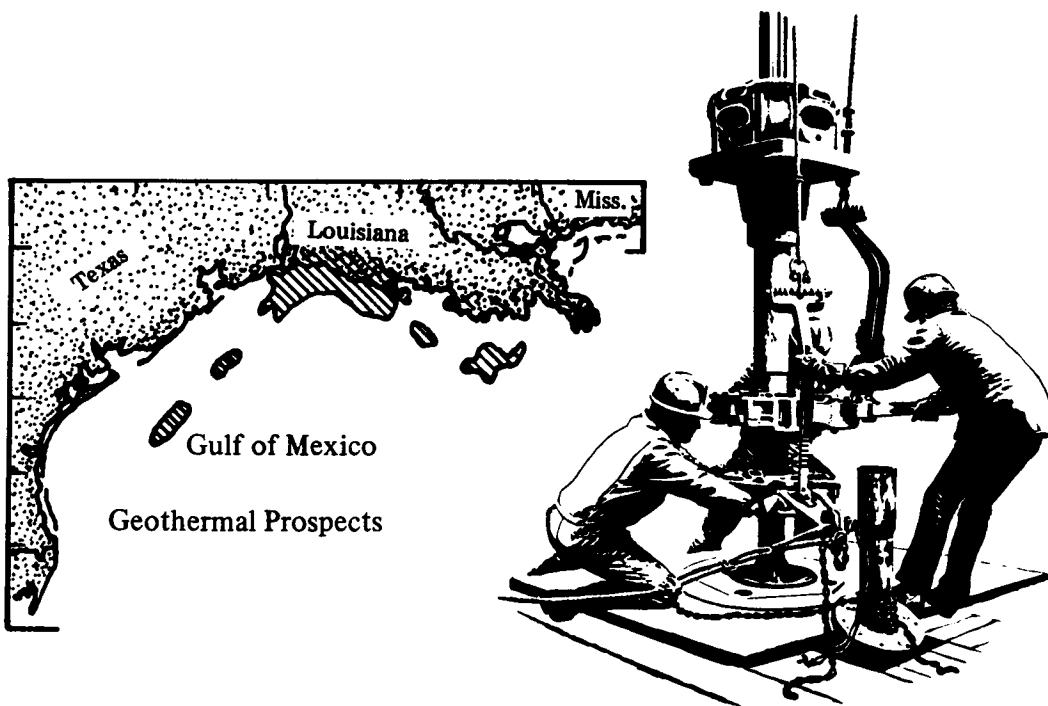 Miss.
Louisiana
Texas
Gulf of Mexico
Geothermal Prospects